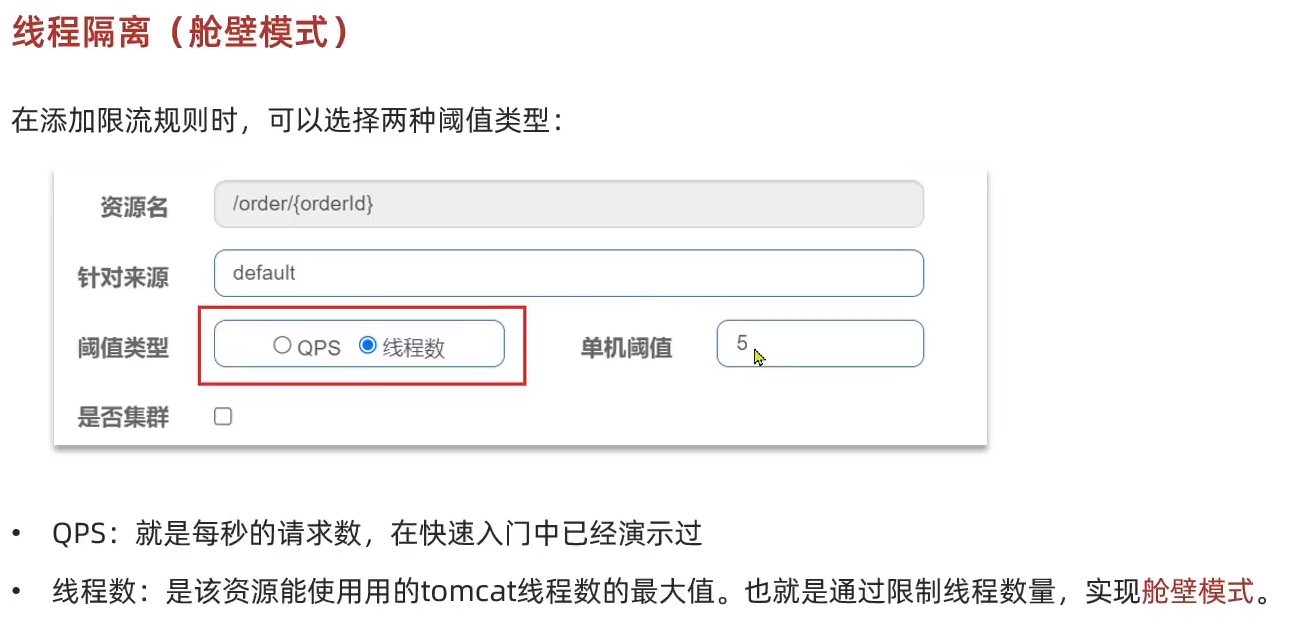 线程隔离（舱壁模式）
在添加限流规则时，可以选择两种阈值类型：
资源名 /order/{orderId}
针对来源 default
阈值类型 QPS 线程数 单机阈值 5
是否集群
• QPS：就是每秒的请求数，在快速入门中已经演示过
• 线程数：是该资源能使用用的tomcat线程数的最大值。也就是通过限制线程数量，实现舱壁模式。